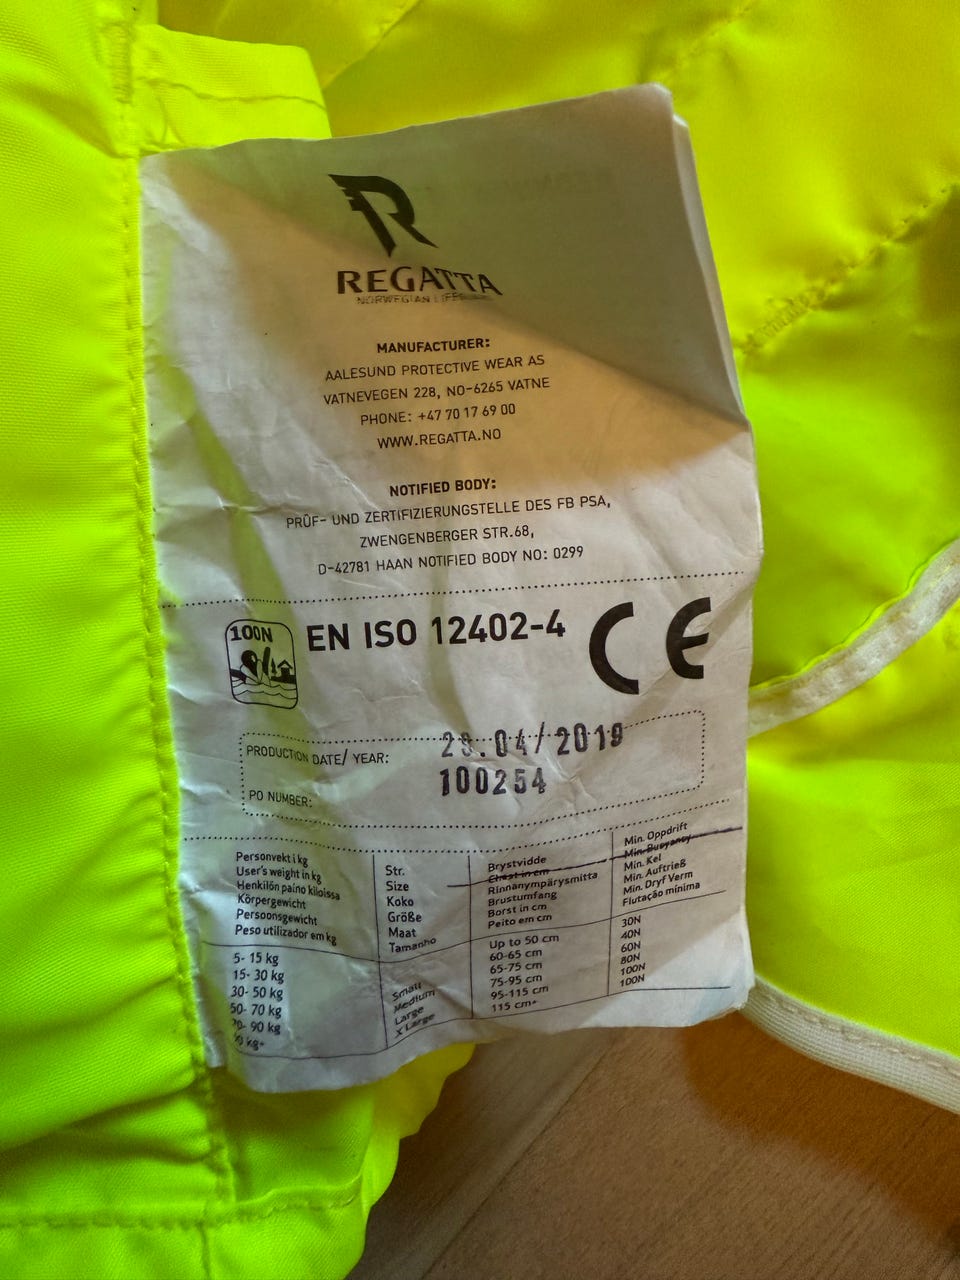 REGATTA
NORWEGIAN
MANUFACTURER:
AALESUND PROTECTIVE WEAR AS
VATNEVEGEN 228, NO-6265 VATNE
PHONE: +47 70 17 69 00
WWW.REGATTA.NO
NOTIFIED BODY:
PRÛF- UND ZERTIFIZIERUNGSTELLE DES FB PSA,
ZWENGENBERGER STR.68,
D-42781 HAAN NOTIFIED BODY NO: 0299
100N EN ISO 12402-4 CE
PRODUCTION DATE/ YEAR: 04/2019
PO NUMBER: 100254
Personvekt i kg
User's weight in kg
Henkilön paino kiloissa
Körpergewicht
Persoonsgewicht
Peso utilizador em kg
Str.
Size
Koko
Größe
Maat
Tamanho
Brystvidde
Chest in cm
Rinnanympärysmitta
Brustumfang
Borst in cm
Peito em cm
Min. Oppdrift
Min. Buoyancy
Min. Kel
Min. Auftrieß
Min. Dryf Verm
Flutação mínima
5- 15 kg
15- 30 kg
30- 50 kg
50- 70 kg
70- 90 kg
kg+
Small
Medium
Large
X Large
Up to 50 cm
60-65 cm
65-75 cm
75-95 cm
95-115 cm
115 cm+
30N
40N
60N
80N
100N
100N